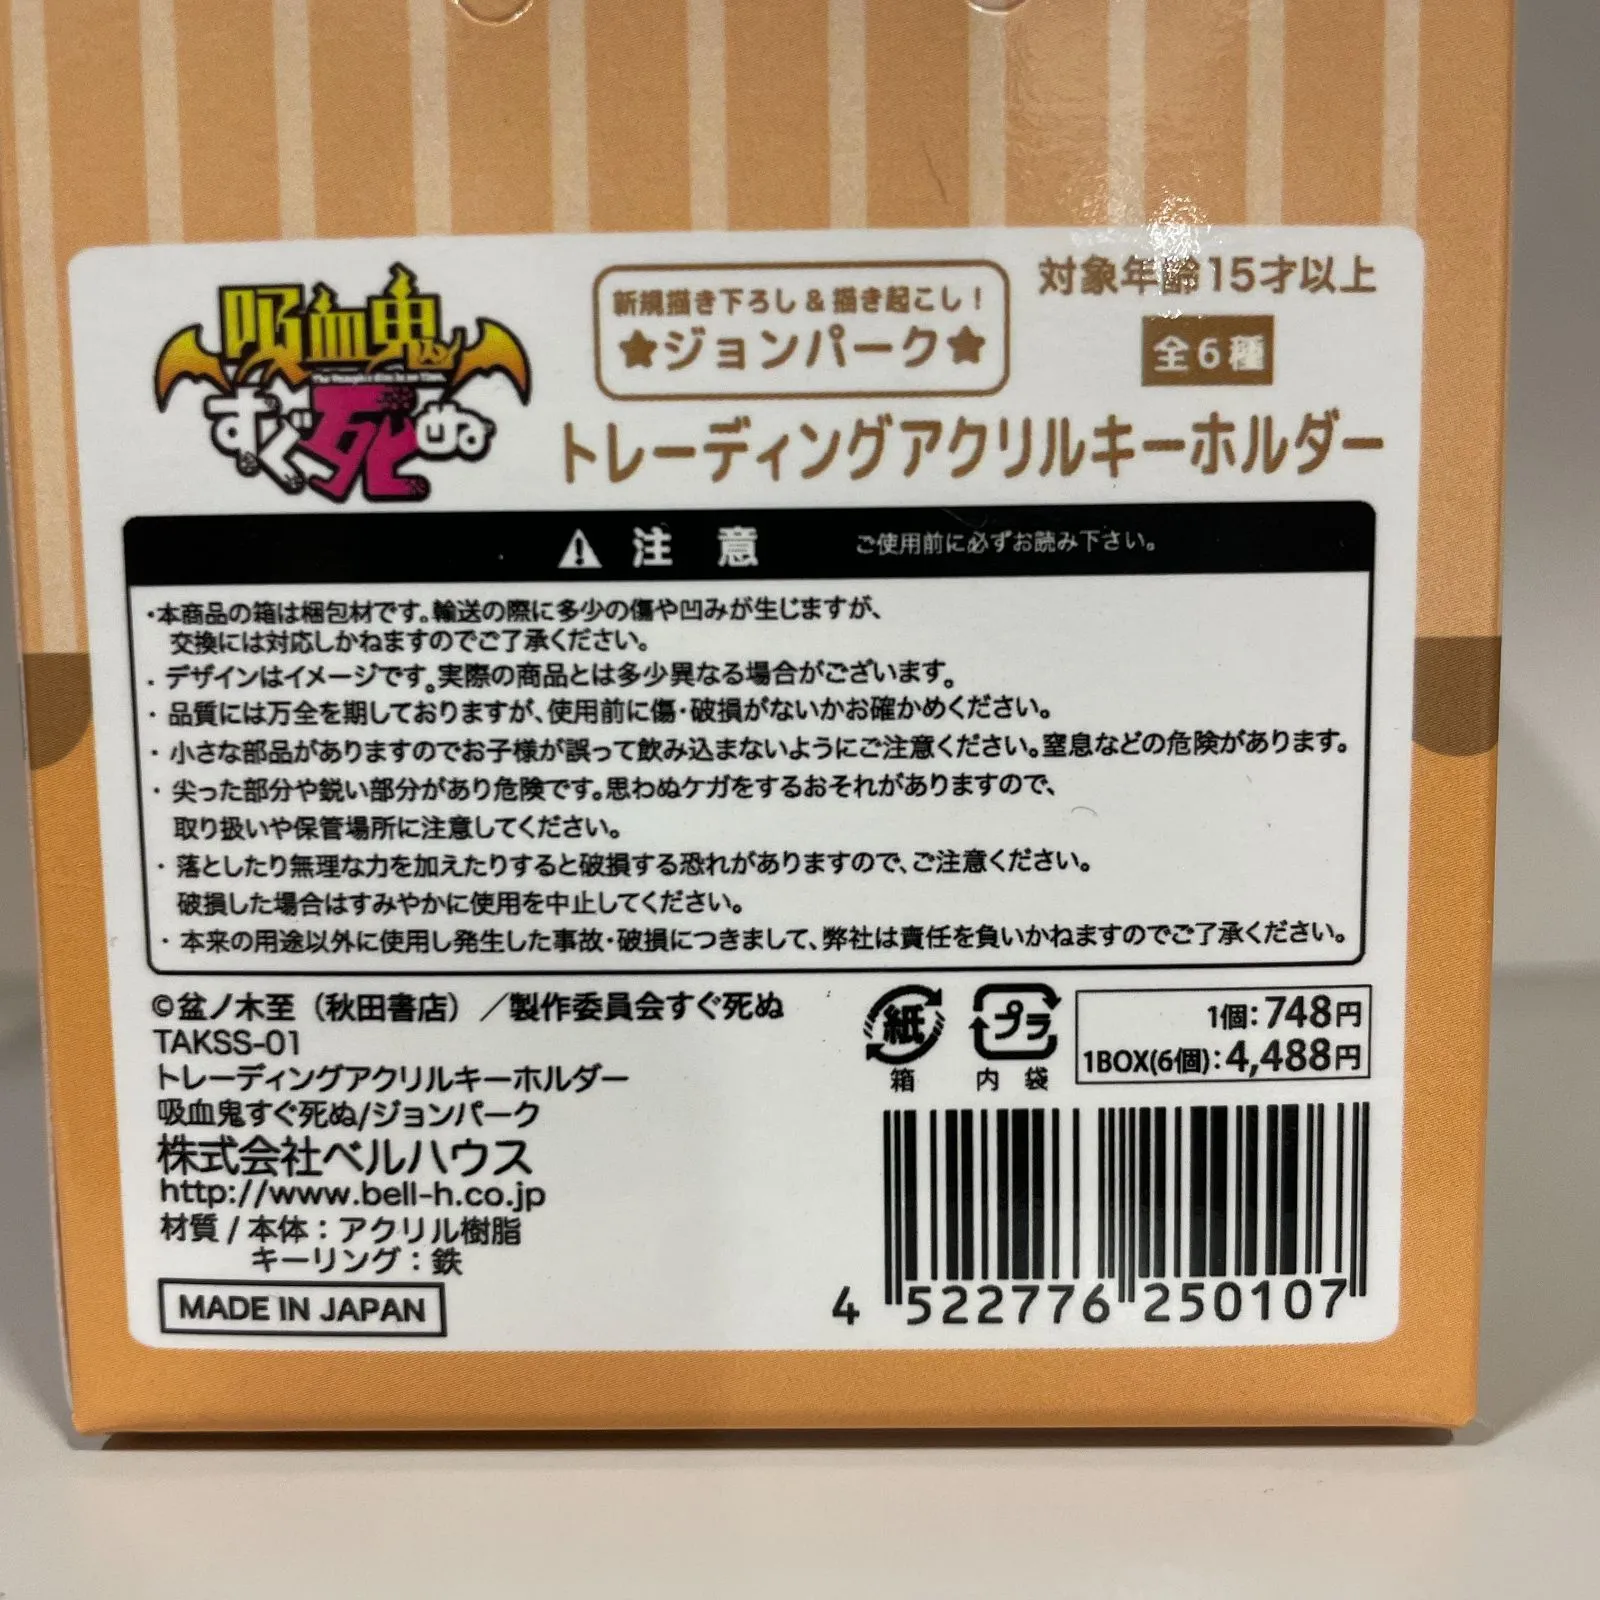 吸血鬼
すぐ死ぬ
新規描き下ろし&描き起こし!
★ジョンパーク★
対象年齢15才以上
全6種
トレーディングアクリルキーホルダー
注 意 ご使用前に必ずお読み下さい。
・本商品の箱は梱包材です。輸送の際に多少の傷や凹みが生じますが、
交換には対応しかねますのでご了承ください。
・デザインはイメージです。実際の商品とは多少異なる場合がございます。
・品質には万全を期しておりますが、使用前に傷・破損がないかお確かめください。
・小さな部品がありますのでお子様が誤って飲み込まないようにご注意ください。窒息などの危険があります。
・尖った部分や鋭い部分があり危険です。思わぬケガをするおそれがありますので、
取り扱いや保管場所に注意してください。
・落としたり無理な力を加えたりすると破損する恐れがありますので、ご注意ください。
破損した場合はすみやかに使用を中止してください。
・本来の用途以外に使用し発生した事故・破損につきまして、弊社は責任を負いかねますのでご了承ください。
©盆ノ木至(秋田書店)/製作委員会すぐ死ぬ
TAKSS-01
トレーディングアクリルキーホルダー
吸血鬼すぐ死ぬ/ジョンパーク
株式会社ベルハウス
http://www.bell-h.co.jp
材質/本体:アクリル樹脂
キーリング:鉄
MADE IN JAPAN
紙
箱
プラ
内 袋
1個:748円
1BOX(6個):4,488円
4 522776 250107